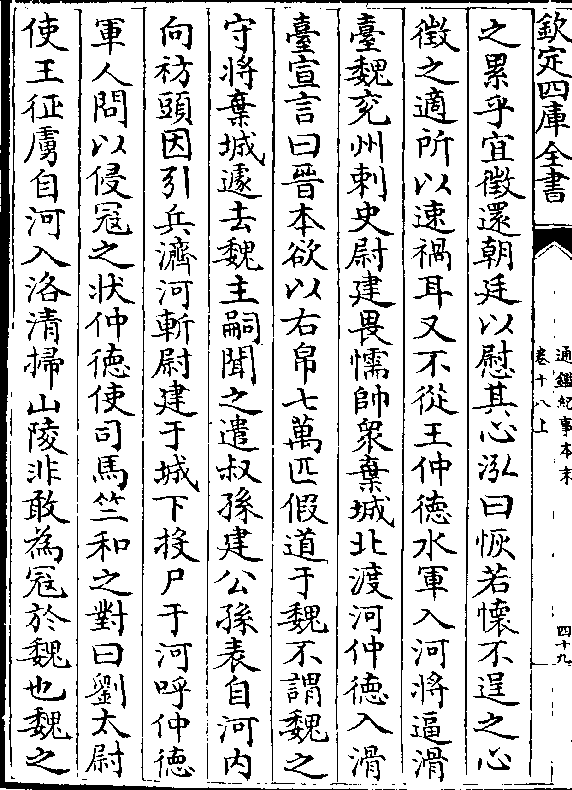 欽定四庫全書
通鑑紀事本末
卷十八上
四十九
之累乎宜徵還朝廷以慰其心泓曰恢若懷不逞之心
徵之適所以速禍耳又不從王仲徳水軍入河將逼滑
臺魏兖州刺史尉建畏懦帥衆棄城北渡河仲徳入滑
臺宣言曰晉本欲以右帛七萬匹假道于魏不謂魏之
守將棄城遽去魏主嗣聞之遣叔孫建公孫表自河内
向枋頭因引兵濟河斬尉建于城下投尸于河呼仲徳
軍人問以侵寇之狀仲徳使司馬竺和之對曰劉太尉
使王征虜自河入洛清掃山陵非敢為寇於魏也魏之